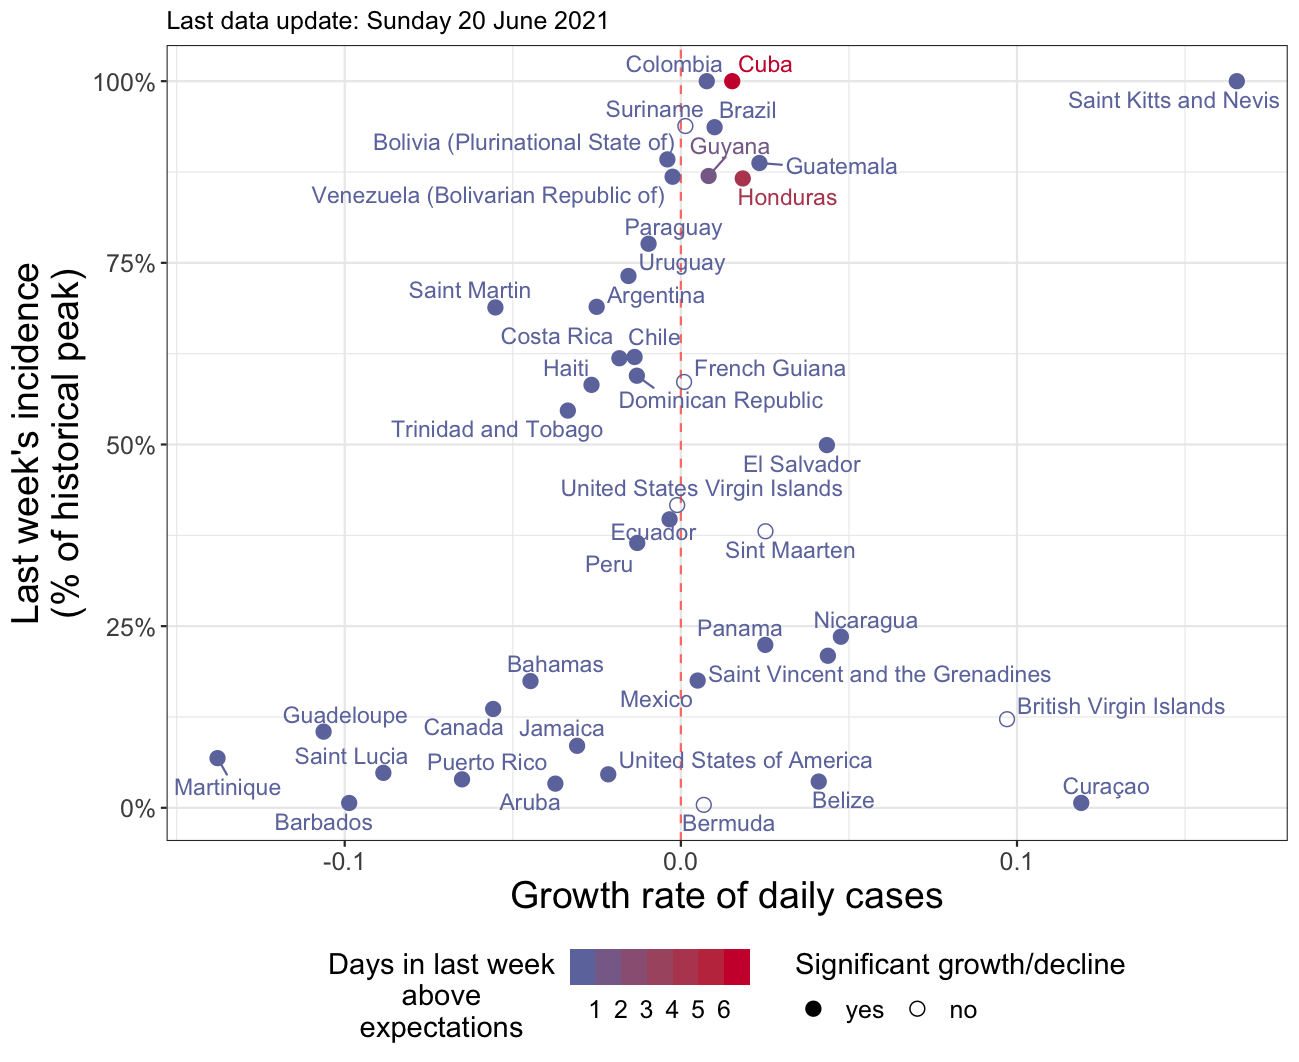 Last data update: Sunday 20 June 2021
Last week's incidence
(% of historical peak)
100%
75%
50%
25%
0%
Colombia
Cuba
Saint Kitts and Nevis
Suriname
Brazil
Bolivia (Plurinational State of)
Guyana
Guatemala
Venezuela (Bolivarian Republic of)
Honduras
Paraguay
Uruguay
Saint Martin
Argentina
Costa Rica
Chile
Haiti
French Guiana
Dominican Republic
Trinidad and Tobago
El Salvador
United States Virgin Islands
Ecuador
Sint Maarten
Peru
Nicaragua
Panama
Bahamas
Saint Vincent and the Grenadines
Mexico
British Virgin Islands
Guadeloupe
Canada
Jamaica
Saint Lucia
Puerto Rico
United States of America
Martinique
Curaçao
Aruba
Belize
Barbados
Bermuda
-0.1
0.0
0.1
Growth rate of daily cases
Days in last week
above
expectations
1 2 3 4 5 6
Significant growth/decline
yes
no